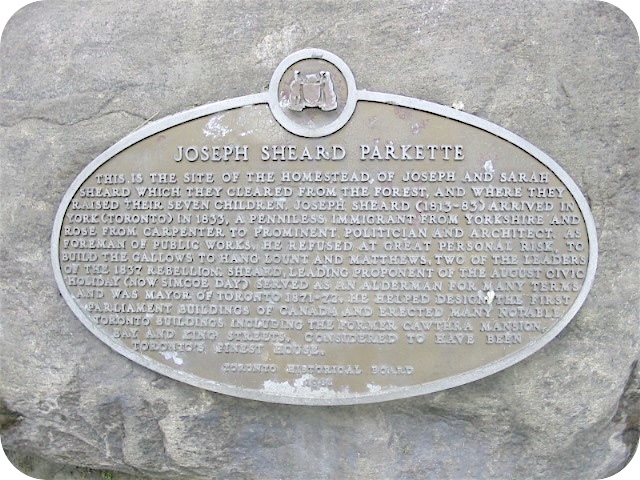 JOSEPH SHEARD PARKETTE
THIS IS THE SITE OF THE HOMESTEAD, OF JOSEPH AND SARAH
SHEARD WHICH THEY CLEARED FROM THE FOREST, AND WHERE THEY
RAISED THEIR SEVEN CHILDREN. JOSEPH SHEARD (1813-83) ARRIVED IN
YORK (TORONTO) IN 1833, A PENNILESS IMMIGRANT FROM YORKSHIRE AND
ROSE FROM CARPENTER TO PROMINENT POLITICIAN AND ARCHITECT. AS
FOREMAN OF PUBLIC WORKS, HE REFUSED AT GREAT PERSONAL RISK, TO
BUILD THE GALLOWS TO HANG LOUNT AND MATTHEWS, TWO OF THE LEADERS
OF THE 1837 REBELLION. SHEARD, LEADING PROPONENT OF THE AUGUST CIVIC
HOLIDAY (NOW SIMCOE DAY) SERVED AS AN ALDERMAN FOR MANY TERMS
AND WAS MAYOR OF TORONTO 1871-72. HE HELPED DESIGN THE FIRST
PARLIAMENT BUILDINGS OF CANADA AND ERECTED MANY NOTABLE
TORONTO BUILDINGS INCLUDING THE FORMER CAWTHRA MANSION,
BAY AND KING STREETS, CONSIDERED TO HAVE BEEN
TORONTO'S FINEST HOUSE.
TORONTO HISTORICAL BOARD